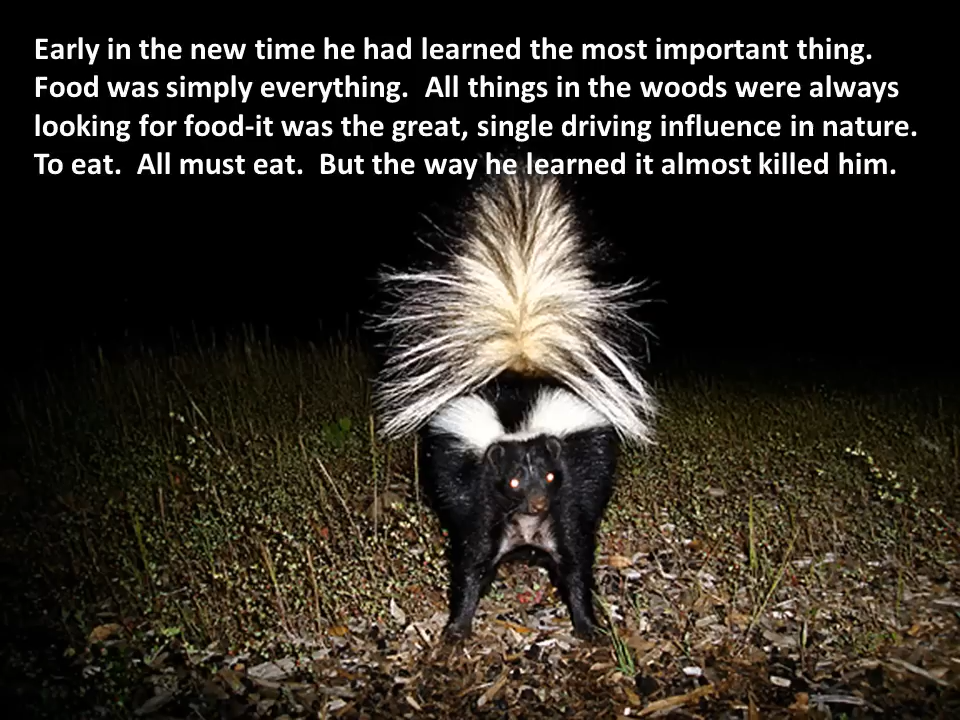 Early in the new time he had learned the most important thing.
Food was simply everything.  All things in the woods were always
looking for food-it was the great, single driving influence in nature.
To eat.  All must eat.  But the way he learned it almost killed him.